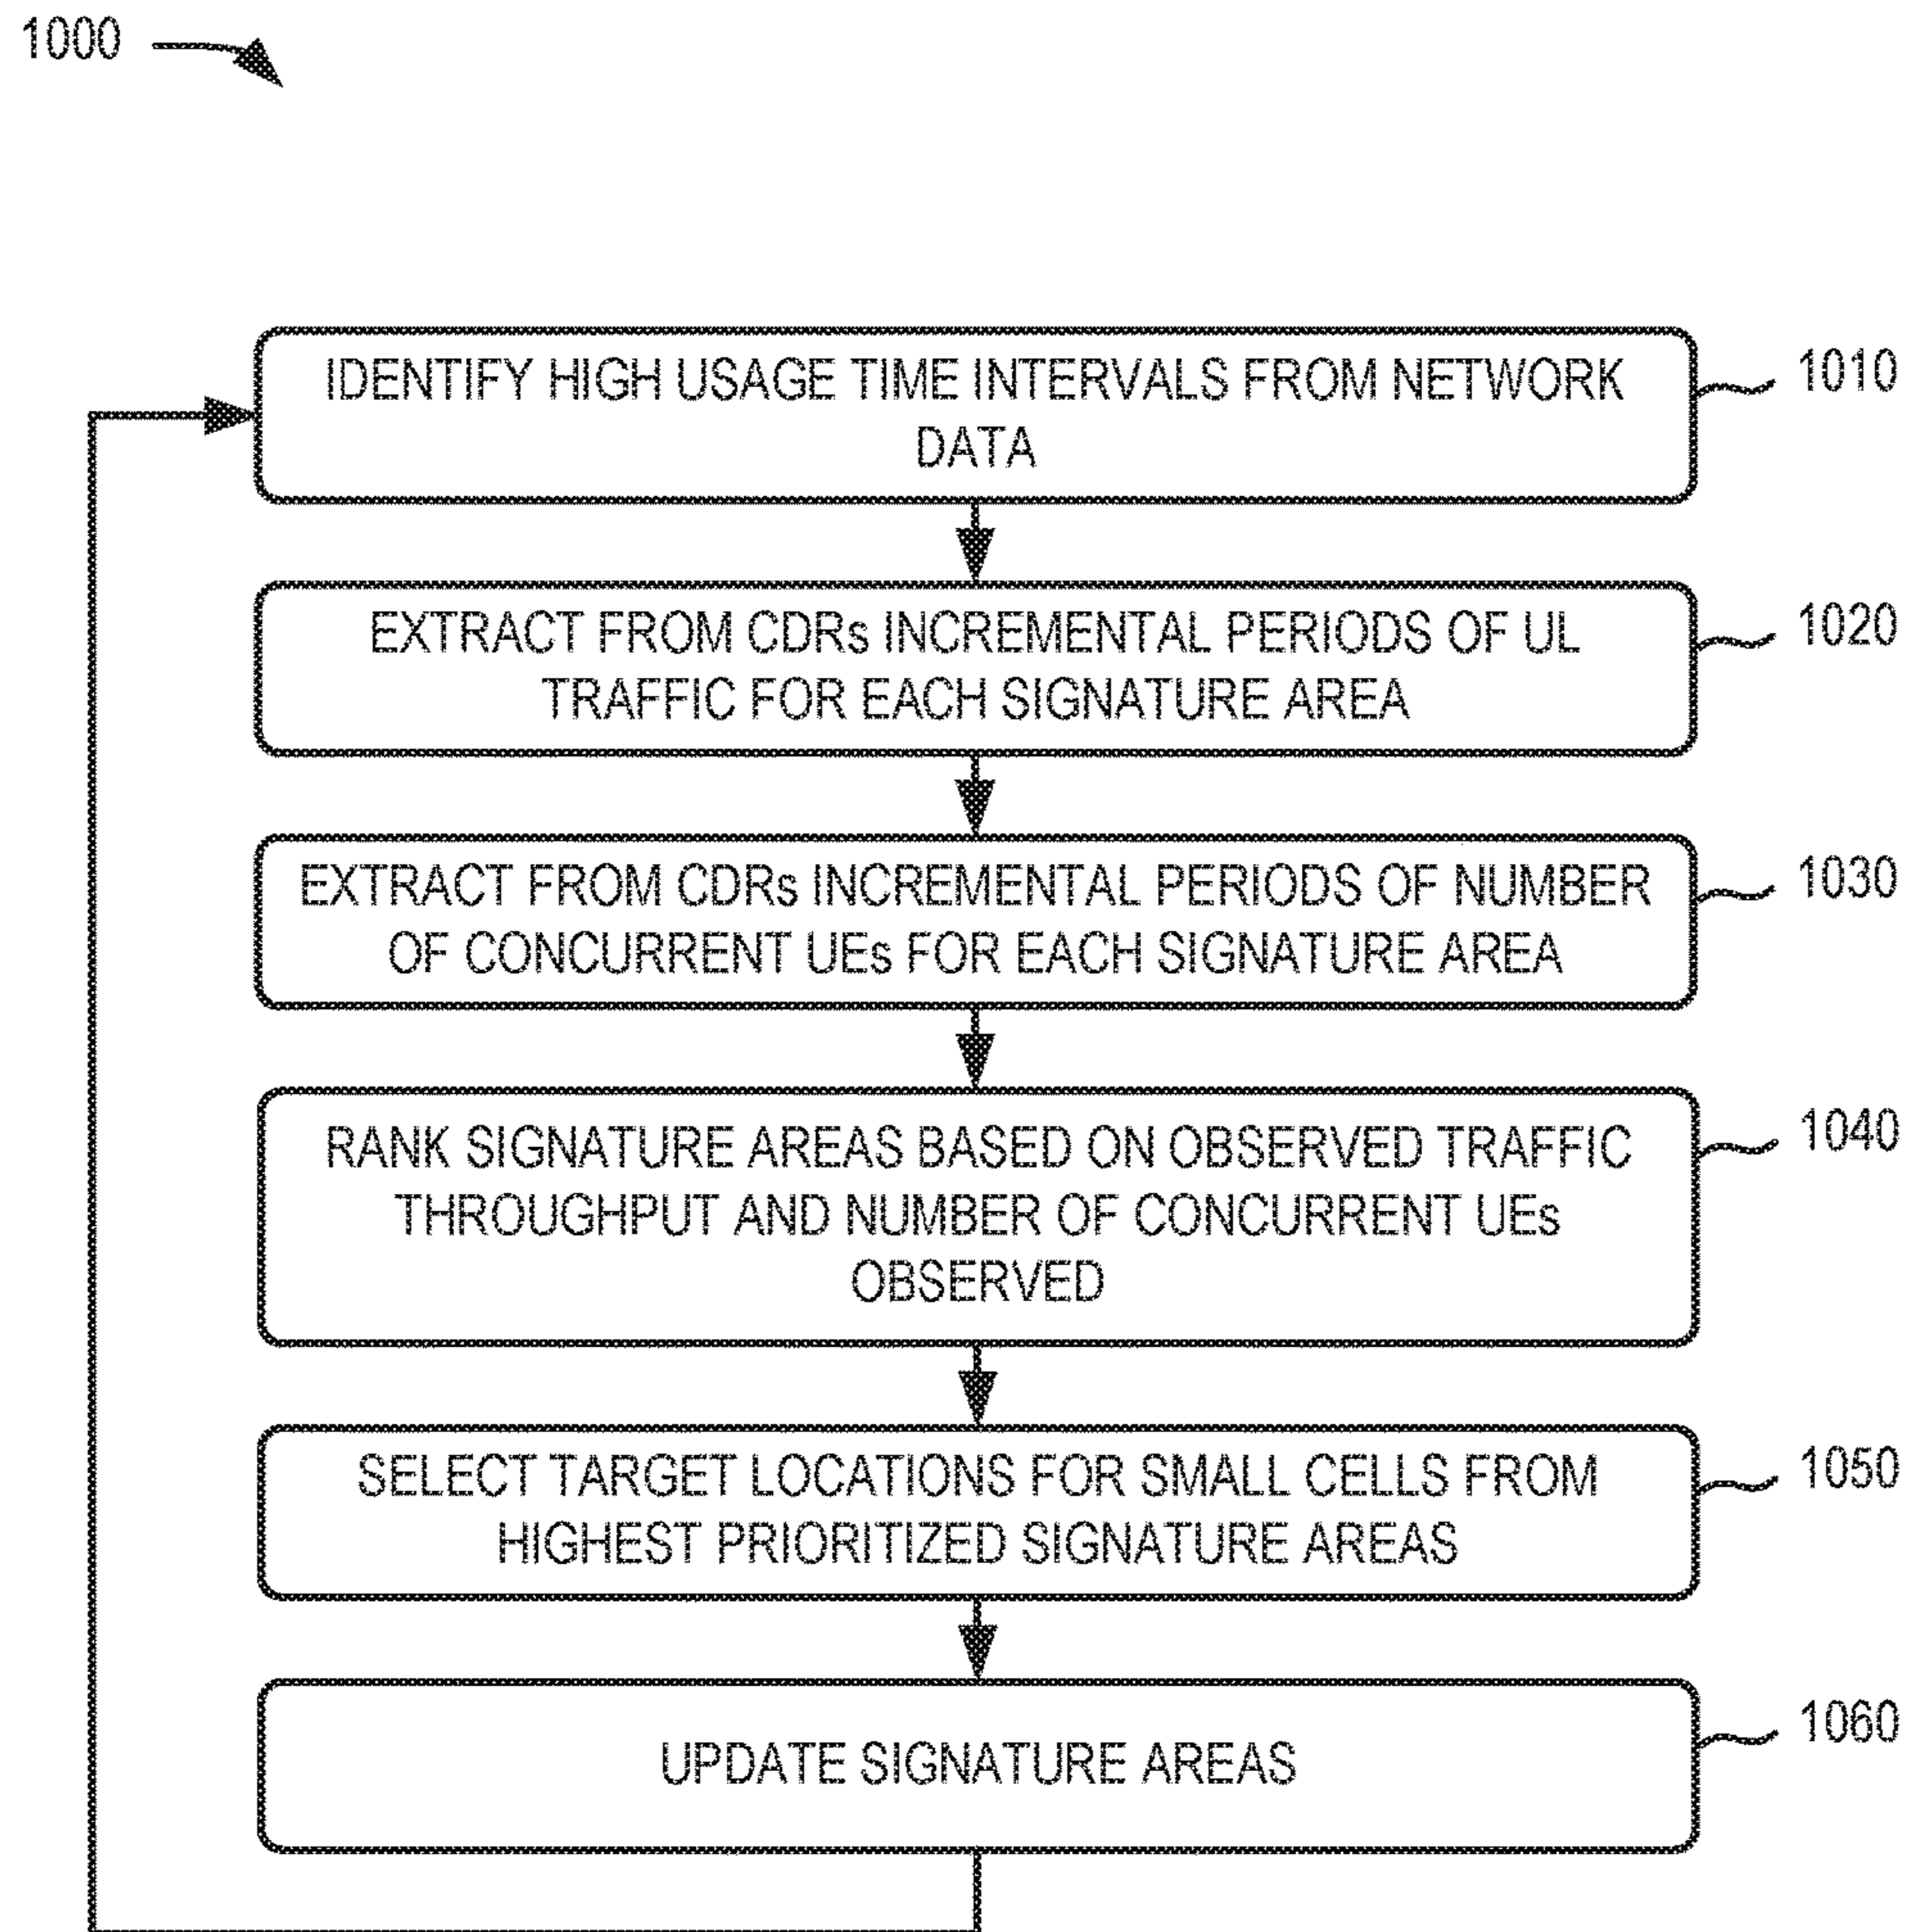 1000
IDENTIFY HIGH USAGE TIME INTERVALS FROM NETWORK
DATA
1010
EXTRACT FROM CDRs INCREMENTAL PERIODS OF UL
TRAFFIC FOR EACH SIGNATURE AREA
1020
EXTRACT FROM CDRs INCREMENTAL PERIODS OF NUMBER
OF CONCURRENT UEs FOR EACH SIGNATURE AREA
1030
RANK SIGNATURE AREAS BASED ON OBSERVED TRAFFIC
THROUGHPUT AND NUMBER OF CONCURRENT UEs
OBSERVED
1040
SELECT TARGET LOCATIONS FOR SMALL CELLS FROM
HIGHEST PRIORITIZED SIGNATURE AREAS
1050
UPDATE SIGNATURE AREAS
1060